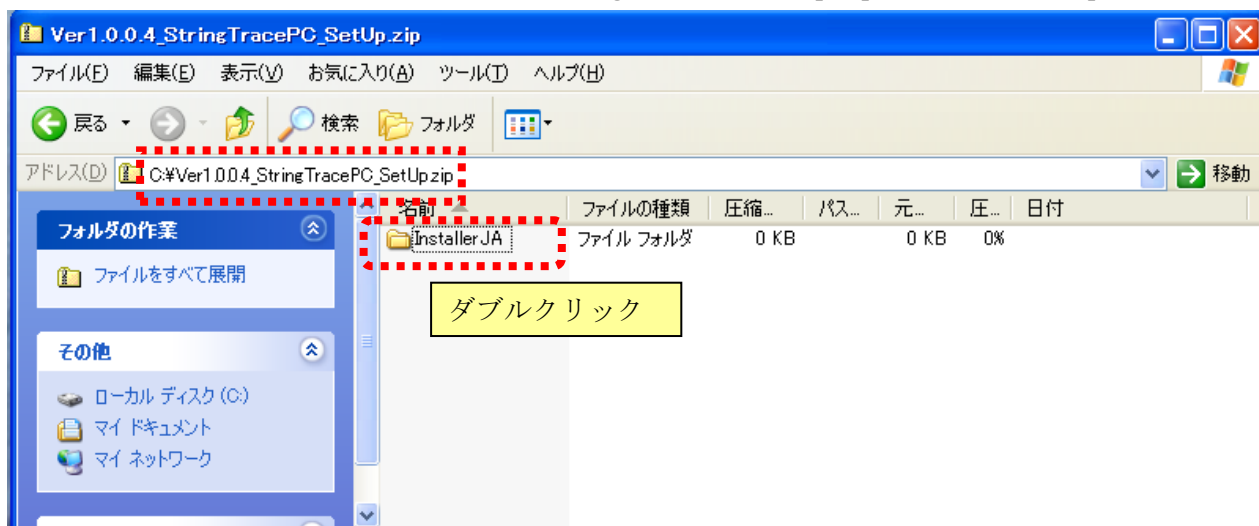 Ver1.0.0.4_StringTracePC_SetUp.zip
ファイル(F) 編集(E) 表示(V) お気に入り(A) ツール(T) ヘルプ(H)
戻る 検索 フォルダ
アドレス(D) C:¥Ver1.0.0.4_StringTracePC_SetUp.zip 移動
名前 ファイルの種類 圧縮... パス... 元... 圧... 日付
InstallerJA ファイル フォルダ 0 KB 0 KB 0%
ダブルクリック
フォルダの作業
ファイルをすべて展開
その他
ローカル ディスク (C:)
マイ ドキュメント
マイ ネットワーク